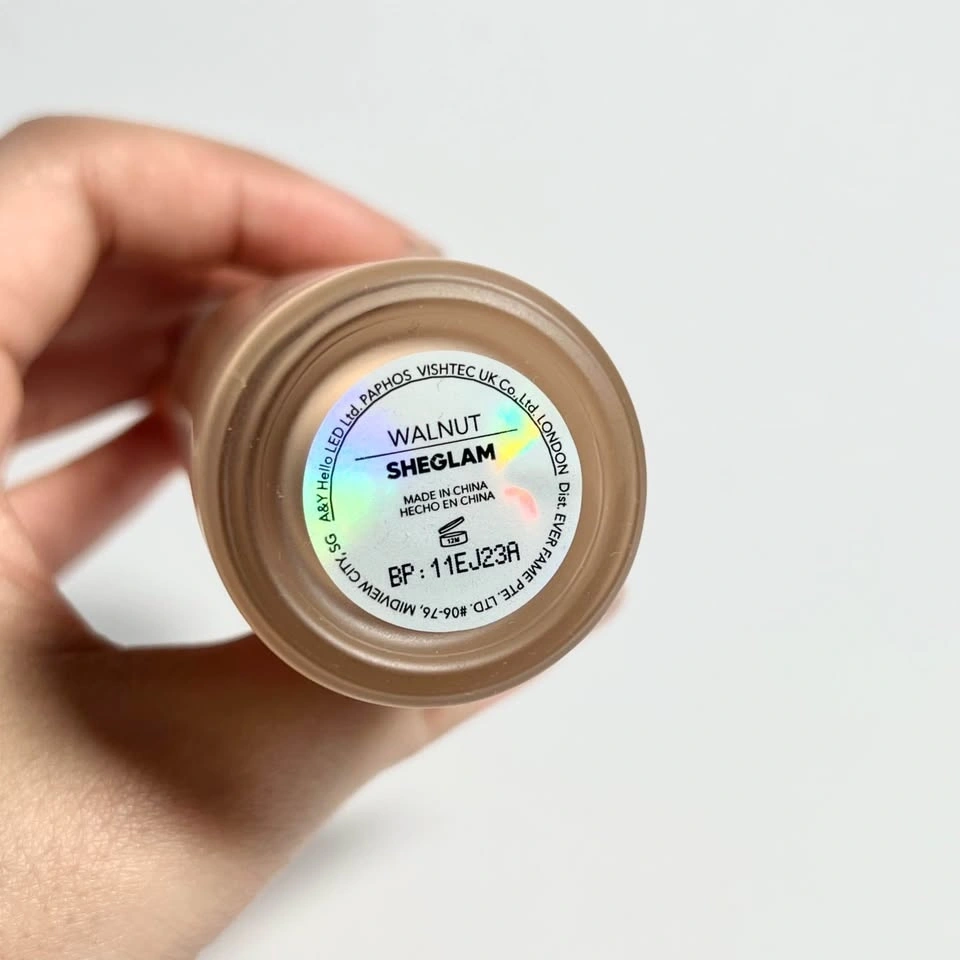 WALNUT
SHEGLAM
MADE IN CHINA
HECHO EN CHINA
12M
BP:11EJ23A
A&Y Hello LED Ltd. PAPHOS VISHTEC UK Co., Ltd. LONDON Dist. EVER FAME PTE. LTD. #06-76, MIDVIEW CITY, SG